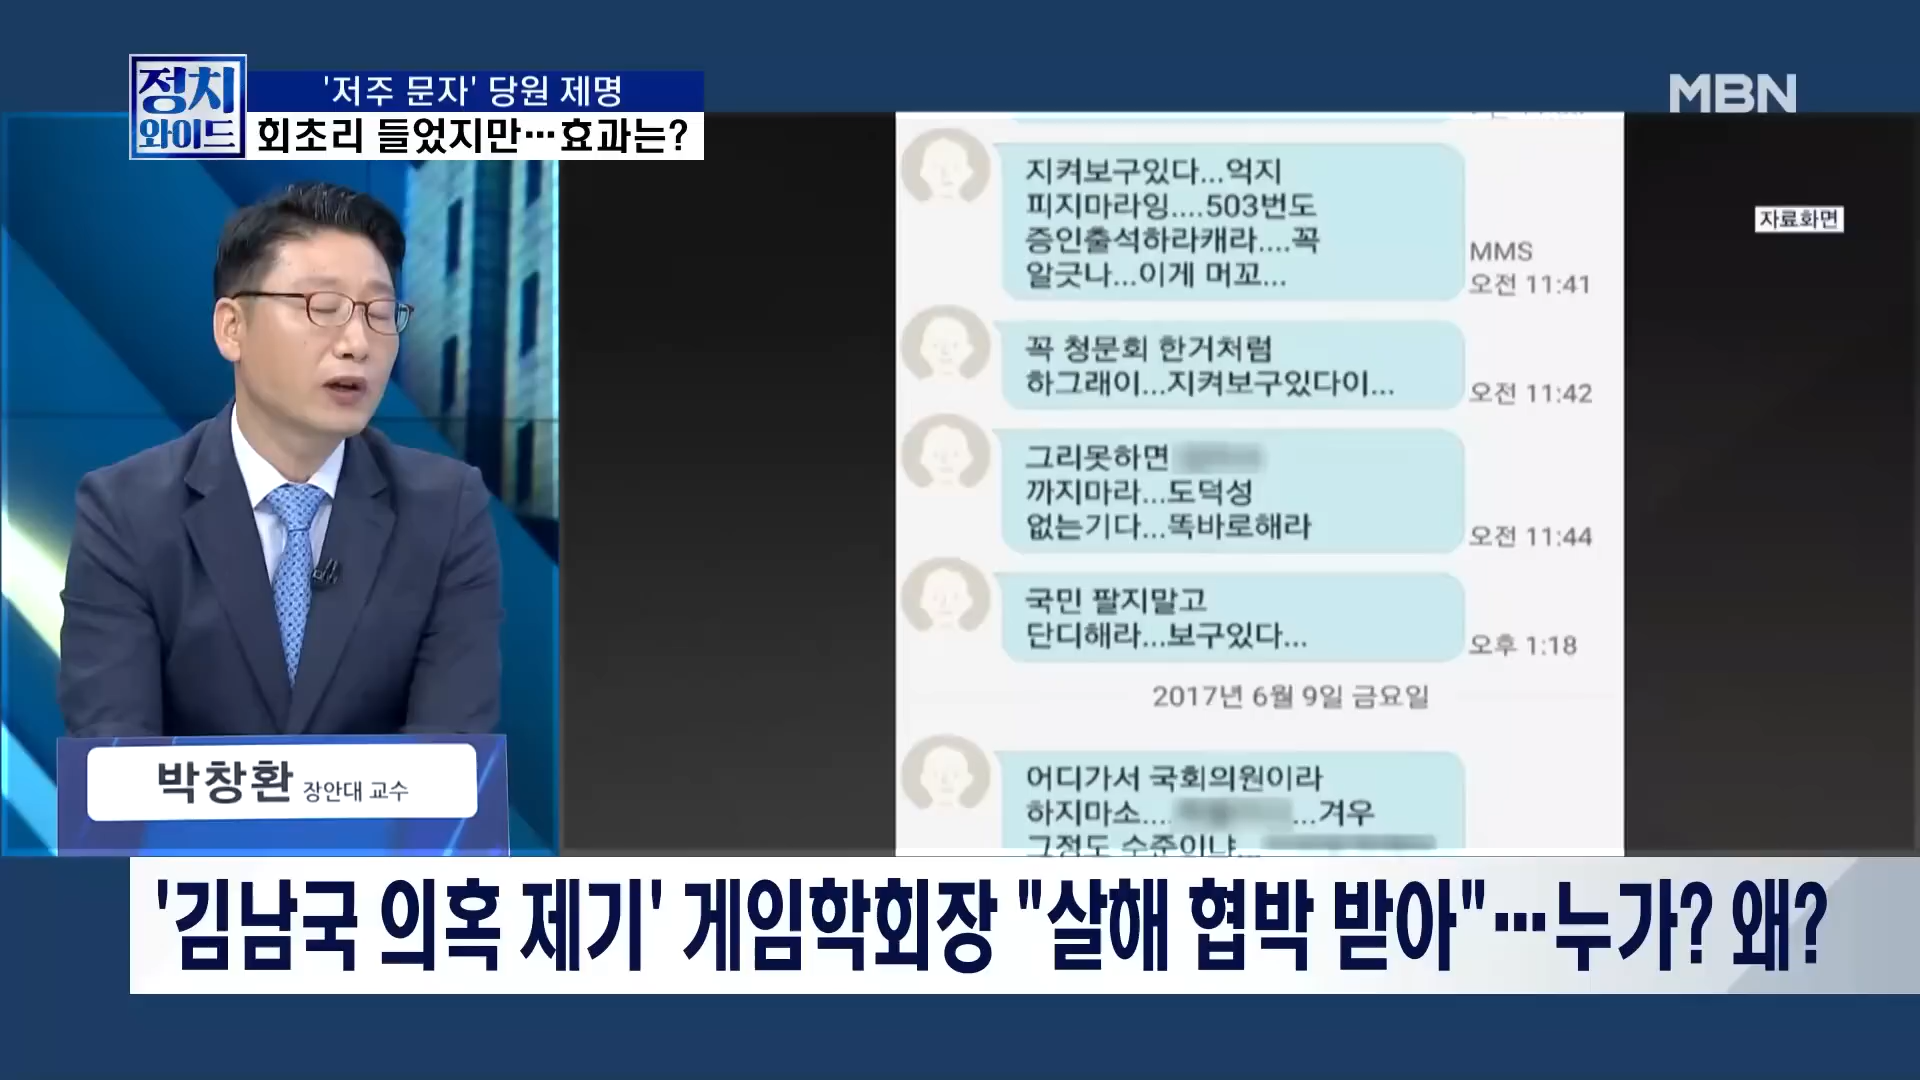 정치
와이드
'저주 문자' 당원 제명
회초리 들었지만…효과는?
MBN
자료화면
지켜보구있다...억지
피지마라잉....503번도
증인출석하라캐라....꼭
알긋나...이게 머꼬...
MMS
오전 11:41
꼭 청문회 한거처럼
하그래이...지켜보구있다이...
오전 11:42
그리못하면
까지마라...도덕성
없는기다...똑바로해라
오전 11:44
국민 팔지말고
단디해라...보구있다...
오후 1:18
2017년 6월 9일 금요일
어디가서 국회의원이라
하지마소.... ...겨우
그정도 수준이냐...
박창환 장안대 교수
'김남국 의혹 제기' 게임학회장 "살해 협박 받아"…누가? 왜?